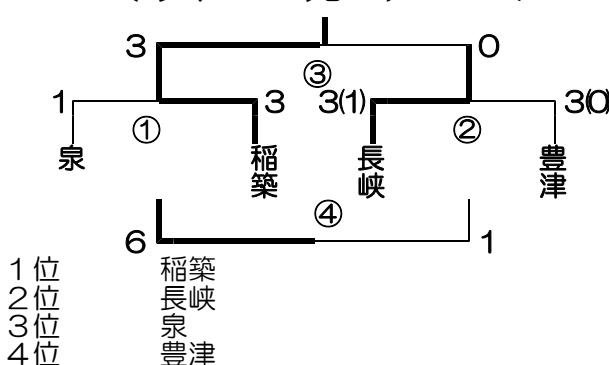 3 0
③
1 3 3(1) 3(0)
① ②
泉 稲築 長峡 豊津
④
6 1
1位 稲築
2位 長峡
3位 泉
4位 豊津